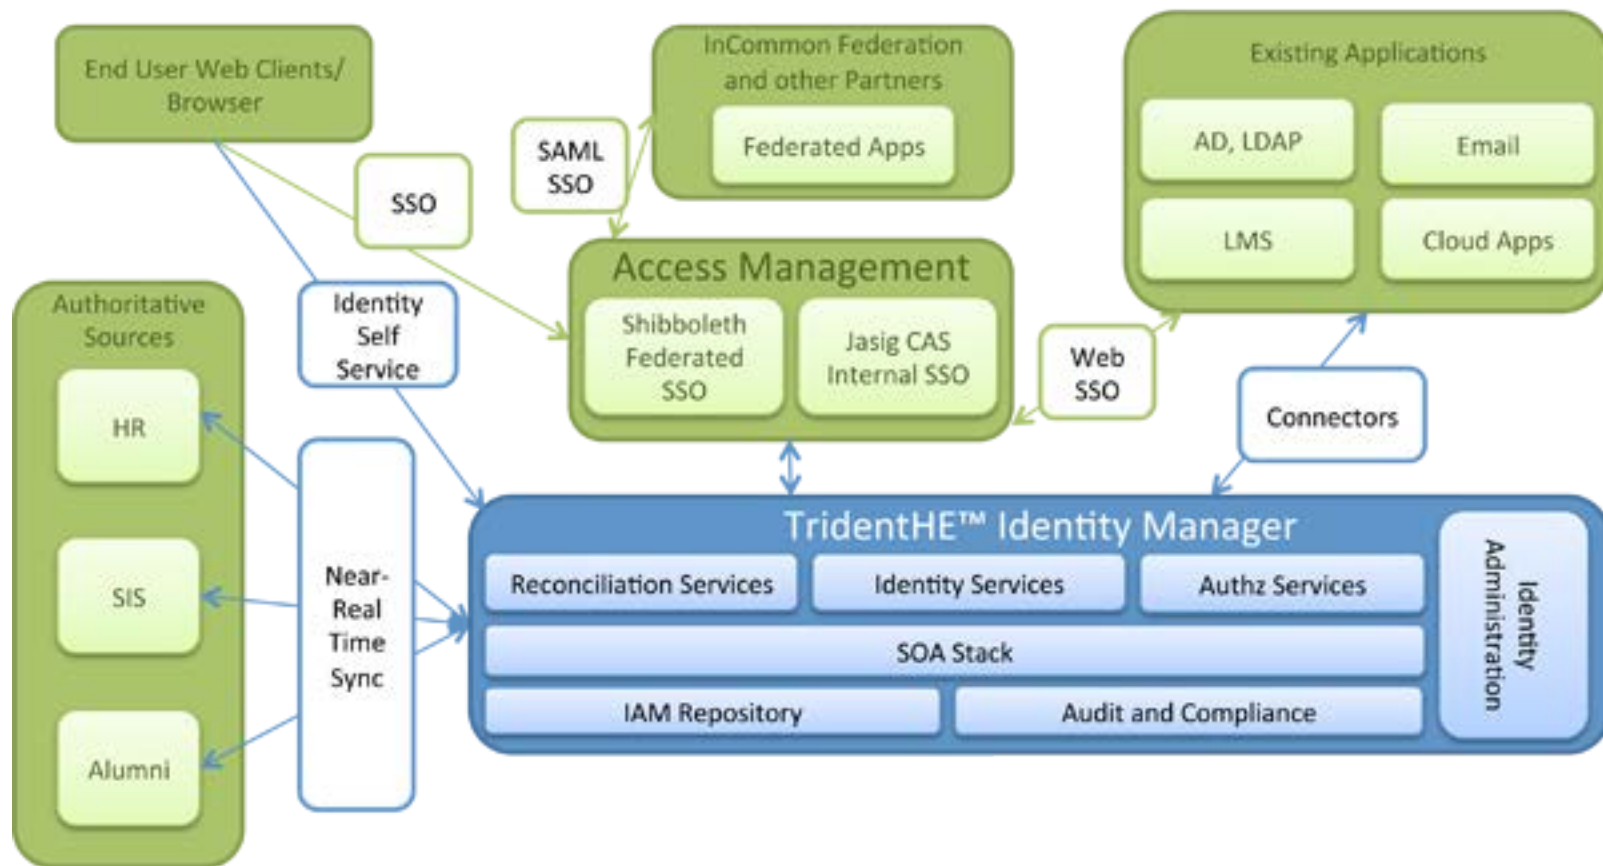 End User Web Clients/
Browser
InCommon Federation
and other Partners
Federated Apps
Existing Applications
AD, LDAP
Email
LMS
Cloud Apps
SSO
SAML
SSO
Access Management
Shibboleth
Federated
SSO
Jasig CAS
Internal SSO
Web
SSO
Connectors
Identity
Self
Service
Authoritative
Sources
HR
SIS
Alumni
Near-
Real
Time
Sync
TridentHE™ Identity Manager
Reconciliation Services
Identity Services
Authz Services
SOA Stack
IAM Repository
Audit and Compliance
Identity
Administration